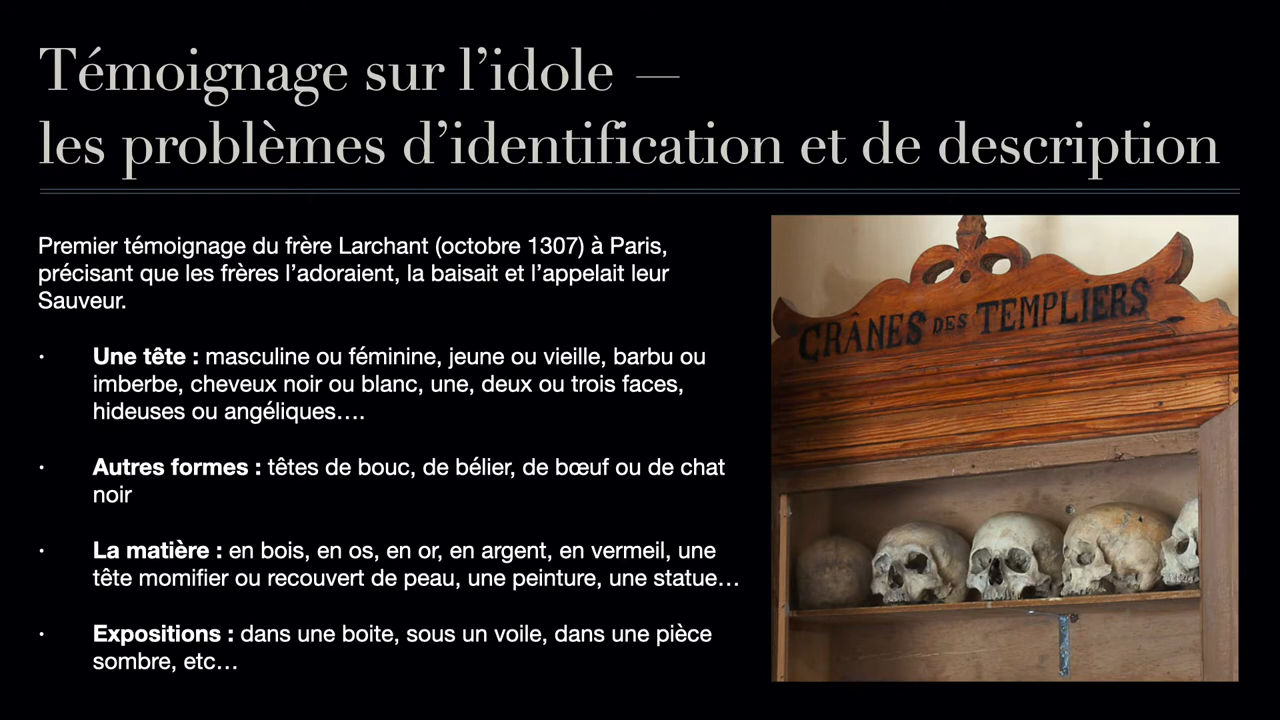 Témoignage sur l’idole —
les problèmes d’identification et de description
Premier témoignage du frère Larchant (octobre 1307) à Paris,
précisant que les frères l’adoraient, la baisait et l’appelait leur
Sauveur.
• Une tête : masculine ou féminine, jeune ou vieille, barbu ou
imberbe, cheveux noir ou blanc, une, deux ou trois faces,
hideuses ou angéliques….
• Autres formes : têtes de bouc, de bélier, de bœuf ou de chat
noir
• La matière : en bois, en os, en or, en argent, en vermeil, une
tête momifier ou recouvert de peau, une peinture, une statue…
• Expositions : dans une boite, sous un voile, dans une pièce
sombre, etc…
CRÂNES DES TEMPLIERS